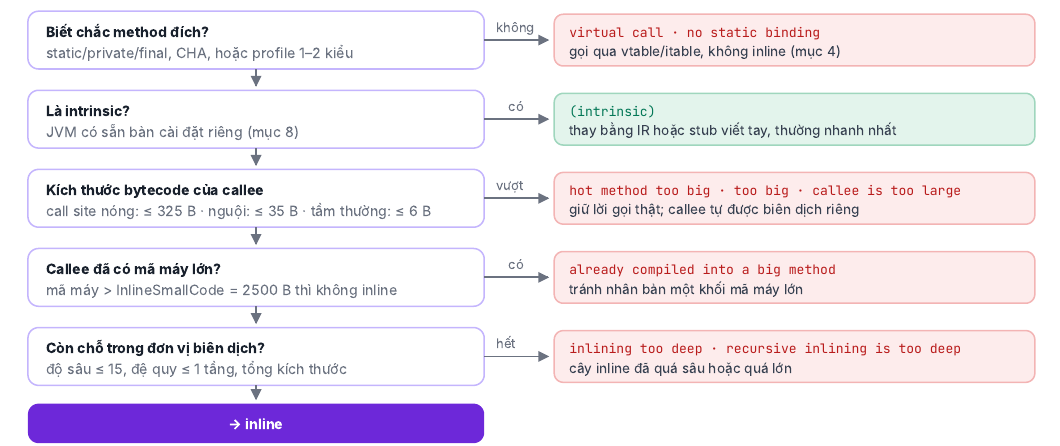 Biết chắc method đích?
static/private/final, CHA, hoặc profile 1–2 kiểu
không
virtual call · no static binding
gọi qua vtable/itable, không inline (mục 4)
Là intrinsic?
JVM có sẵn bản cài đặt riêng (mục 8)
có
(intrinsic)
thay bằng IR hoặc stub viết tay, thường nhanh nhất
Kích thước bytecode của callee
call site nóng: ≤ 325 B · nguội: ≤ 35 B · tầm thường: ≤ 6 B
vượt
hot method too big · too big · callee is too large
giữ lời gọi thật; callee tự được biên dịch riêng
Callee đã có mã máy lớn?
mã máy > InlineSmallCode = 2500 B thì không inline
có
already compiled into a big method
tránh nhân bản một khối mã máy lớn
Còn chỗ trong đơn vị biên dịch?
độ sâu ≤ 15, đệ quy ≤ 1 tầng, tổng kích thước
hết
inlining too deep · recursive inlining is too deep
cây inline đã quá sâu hoặc quá lớn
→ inline